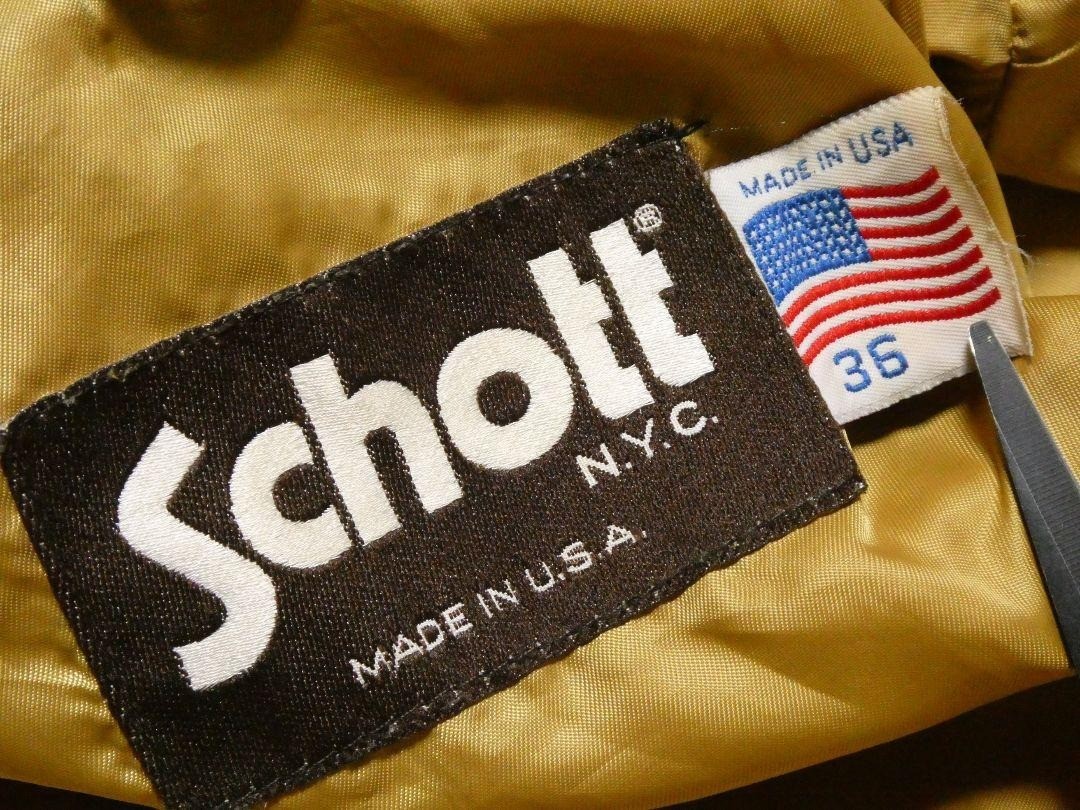 Schott®
N.Y.C.
MADE IN U.S.A.
MADE IN USA
36